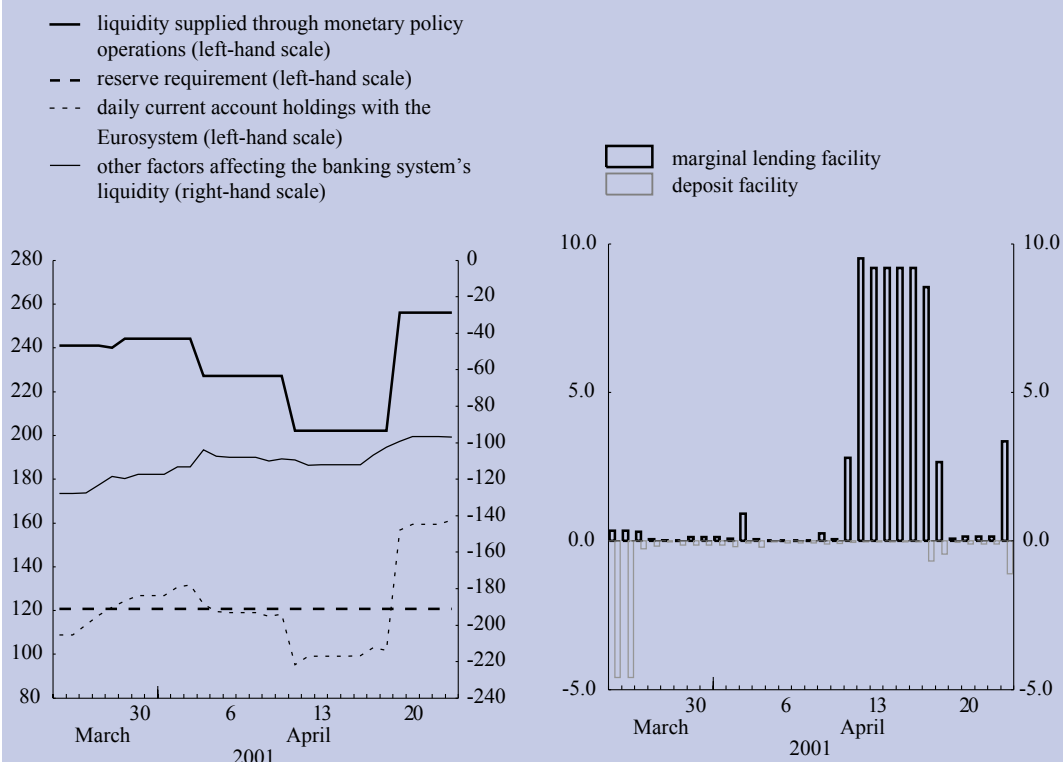 liquidity supplied through monetary policy
operations (left-hand scale)
reserve requirement (left-hand scale)
daily current account holdings with the
Eurosystem (left-hand scale)
other factors affecting the banking system's
liquidity (right-hand scale)
280
260
240
220
200
180
160
140
120
100
80
0
-20
-40
-60
-80
-100
-120
-140
-160
-180
-200
-220
-240
30 6 13 20
March April
2001
marginal lending facility
deposit facility
10.0 10.0
5.0 5.0
0.0 0.0
-5.0 -5.0
30 6 13 20
March April
2001